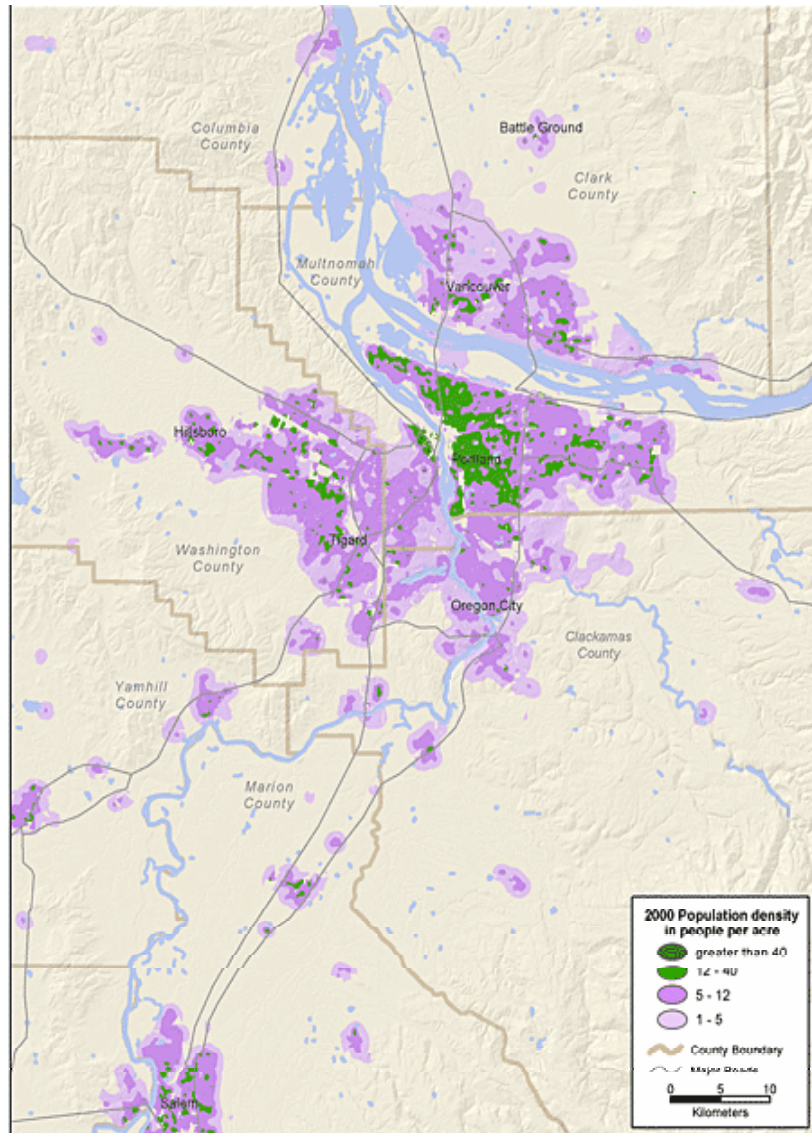 Battle Ground
Columbia
County
Clark
County
Multnomah
County
Vancouver
Hillsboro
Portland
Washington
County
Tigard
Oregon City
Clackamas
County
Yamhill
County
Marion
County
2000 Population density
in people per acre
greater than 40
12 - 40
5 - 12
1 - 5
County Boundary
Major Roads
0 5 10
Kilometers
Salem